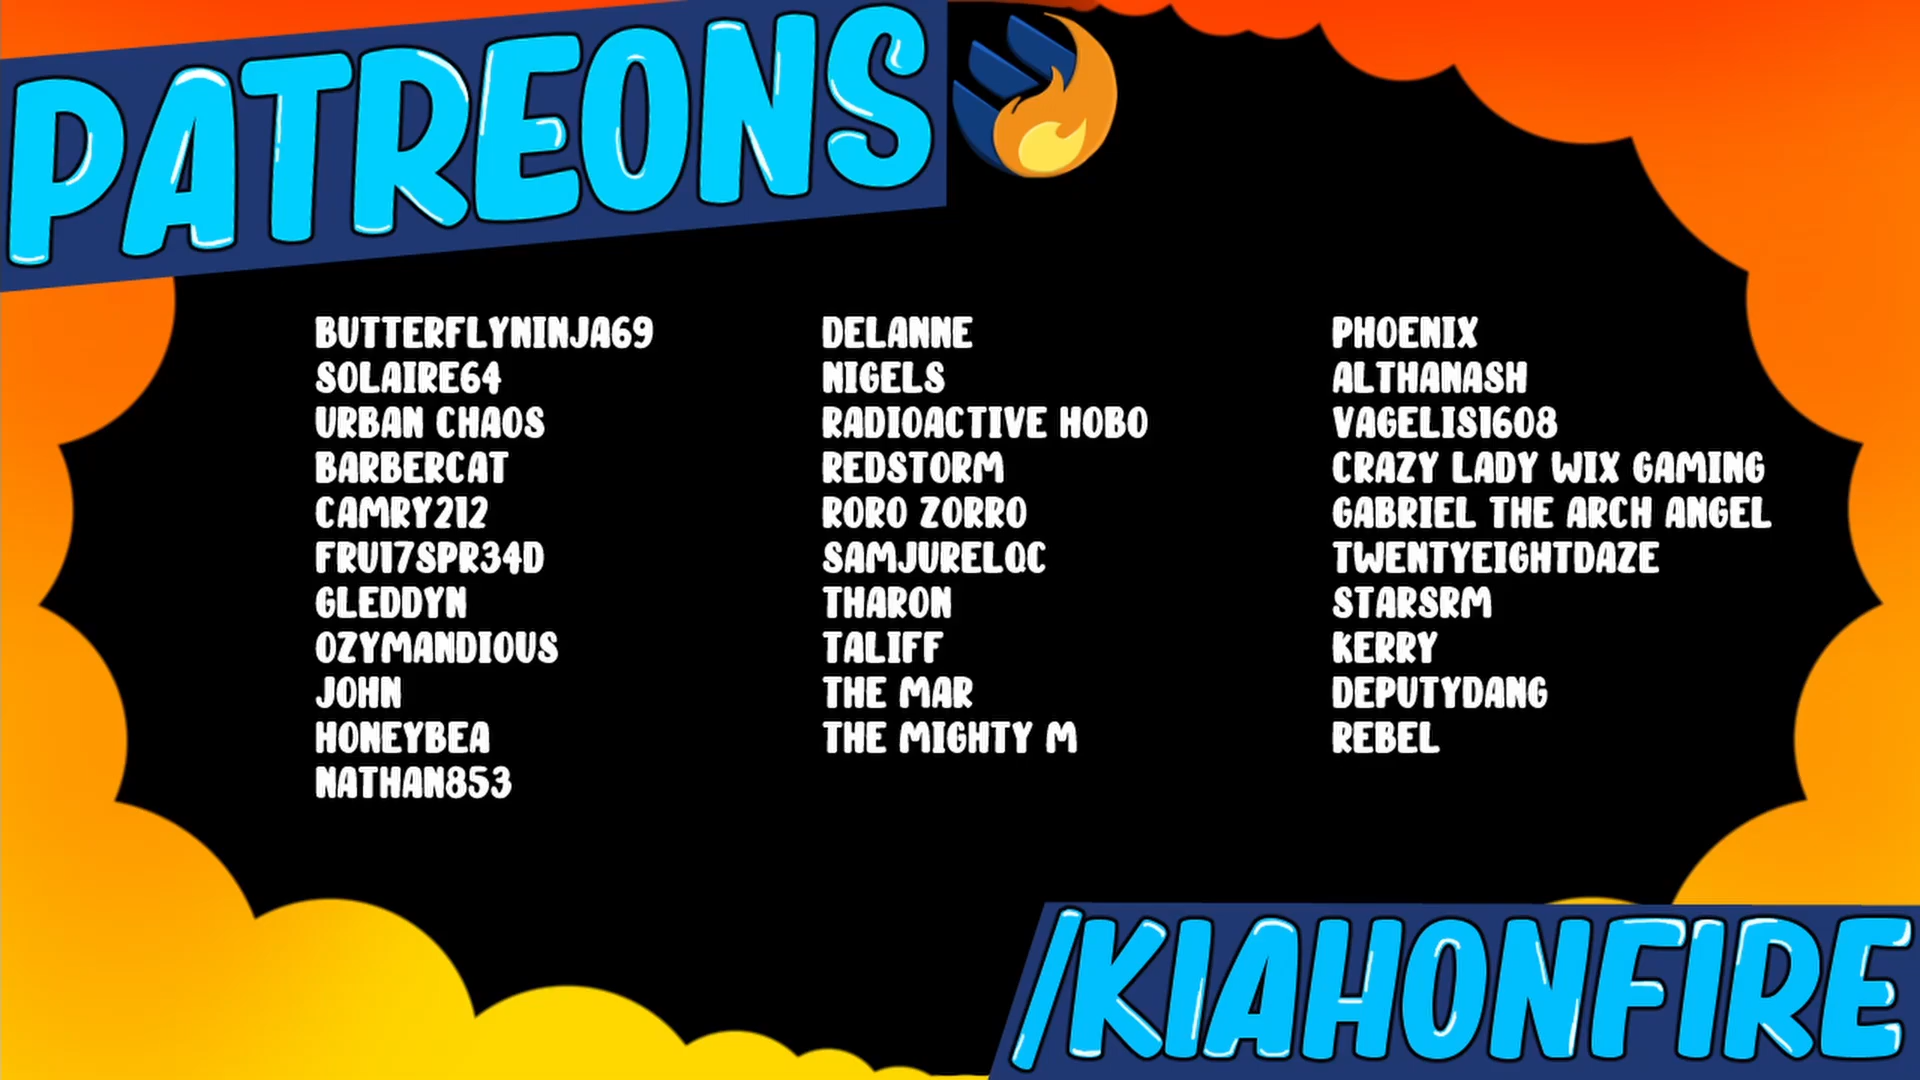 PATREONS
BUTTERFLYNINJA69
SOLAIRE64
URBAN CHAOS
BARBERCAT
CAMRY212
FRUI7SPR34D
GLEDDYN
OZYMANDIOUS
JOHN
HONEYBEA
NATHAN853
DELANNE
NIGELS
RADIOACTIVE HOBO
REDSTORM
RORO ZORRO
SAMJURELQC
THARON
TALIFF
THE MAR
THE MIGHTY M
PHOENIX
ALTHANASH
VAGELIS1608
CRAZY LADY WIX GAMING
GABRIEL THE ARCH ANGEL
TWENTYEIGHTDAZE
STARSRM
KERRY
DEPUTYDANG
REBEL
/KIAHONFIRE